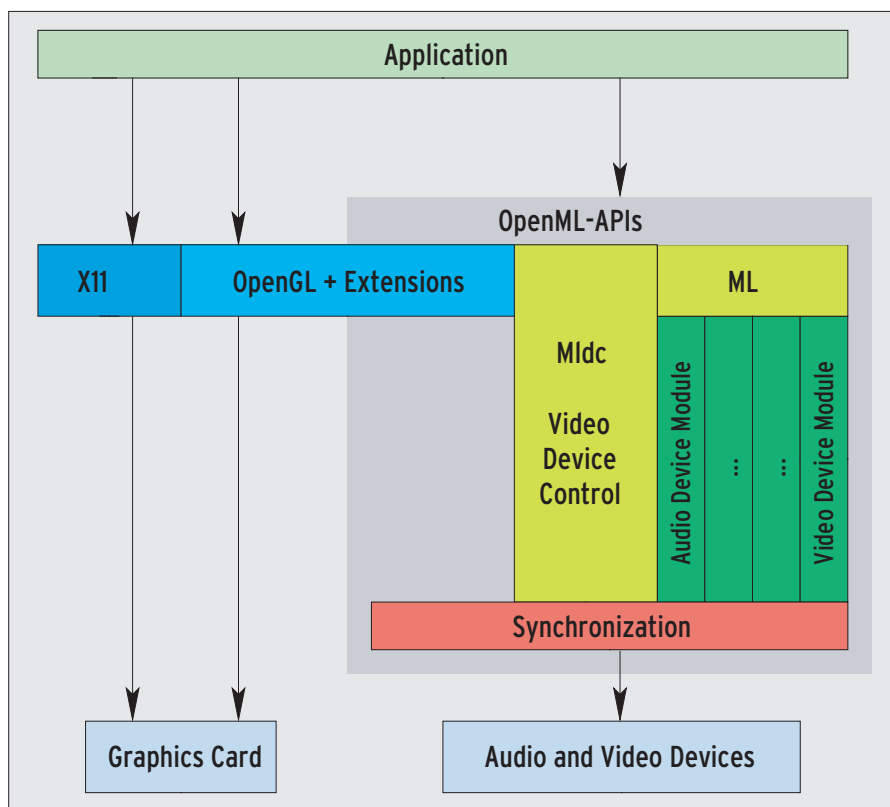 Application
OpenML-APIs
X11
OpenGL + Extensions
Mldc
Video
Device
Control
ML
Audio Device Module
...
...
Video Device Module
Synchronization
Graphics Card
Audio and Video Devices